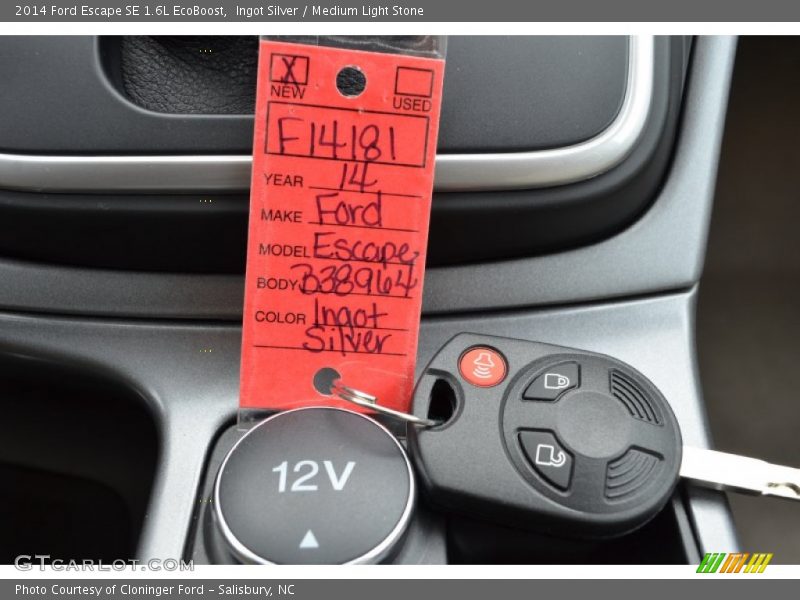 2014 Ford Escape SE 1.6L EcoBoost, Ingot Silver / Medium Light Stone
X
NEW
USED
F14181
YEAR 14
MAKE Ford
MODEL Escape
BODY B38964
COLOR Ingot
Silver
12V
GTcarlot.com
Photo Courtesy of Cloninger Ford - Salisbury, NC